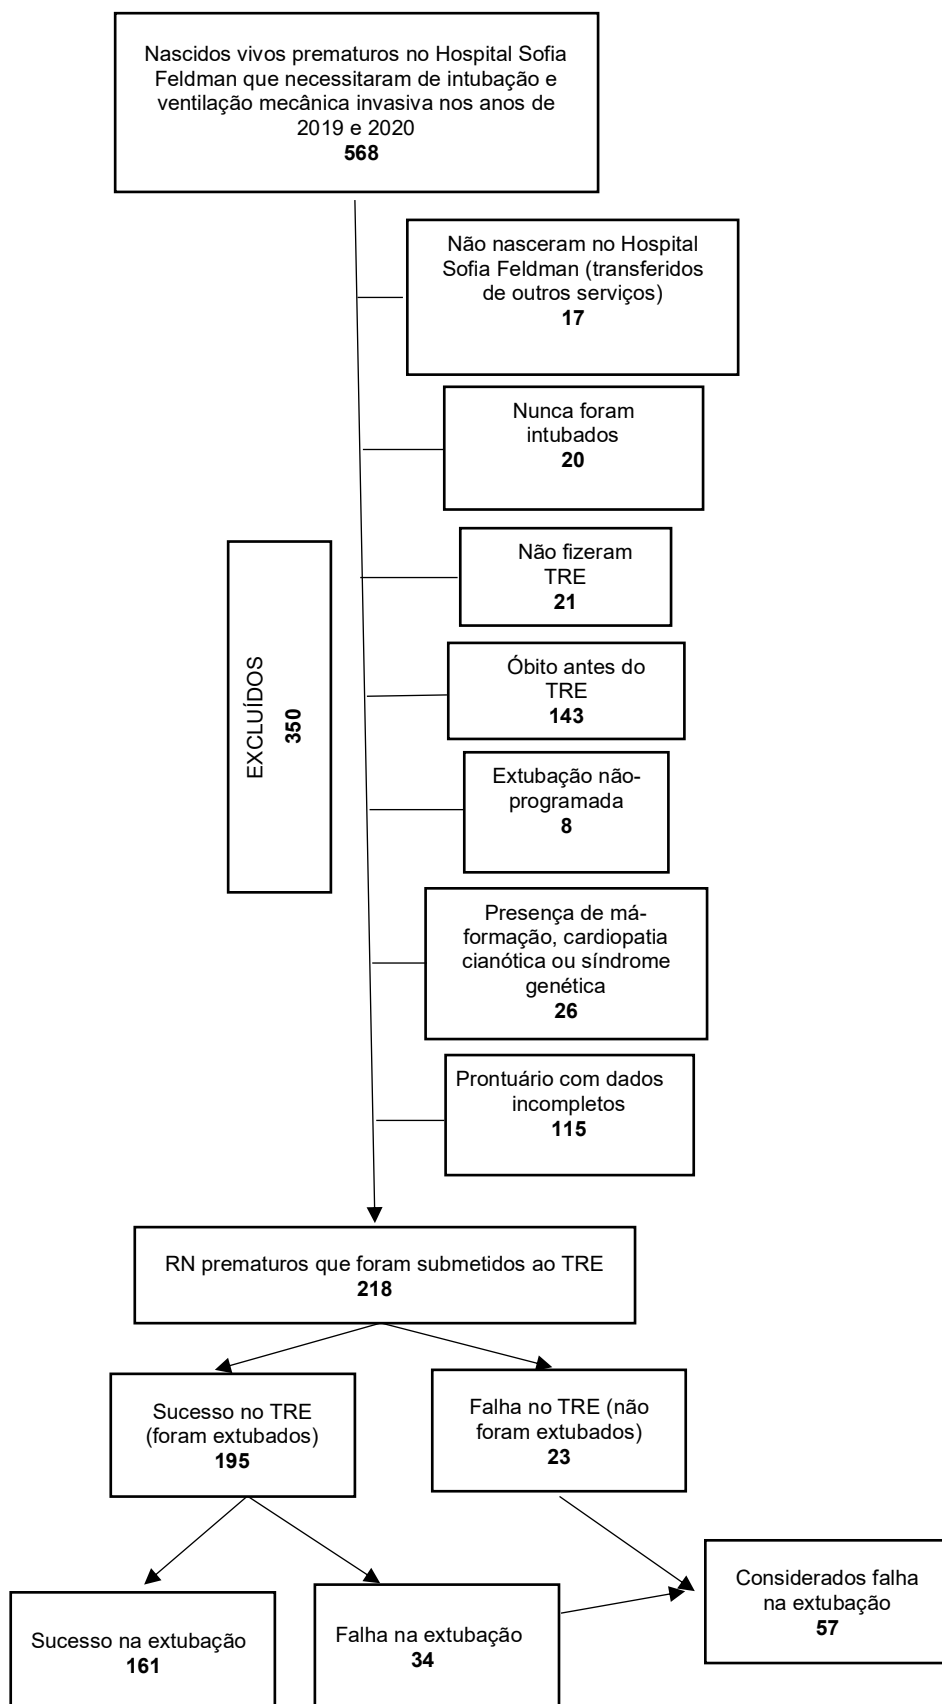 Nascidos vivos prematuros no Hospital Sofia
Feldman que necessitaram de intubação e
ventilação mecânica invasiva nos anos de
2019 e 2020
568
Não nasceram no Hospital
Sofia Feldman (transferidos
de outros serviços)
17
Nunca foram
intubados
20
Não fizeram
TRE
21
EXCLUÍDOS
350
Óbito antes do
TRE
143
Extubação não-
programada
8
Presença de má-
formação, cardiopatia
cianótica ou síndrome
genética
26
Prontuário com dados
incompletos
115
RN prematuros que foram submetidos ao TRE
218
Sucesso no TRE
(foram extubados)
195
Falha no TRE (não
foram extubados)
23
Sucesso na extubação
161
Falha na extubação
34
Considerados falha
na extubação
57